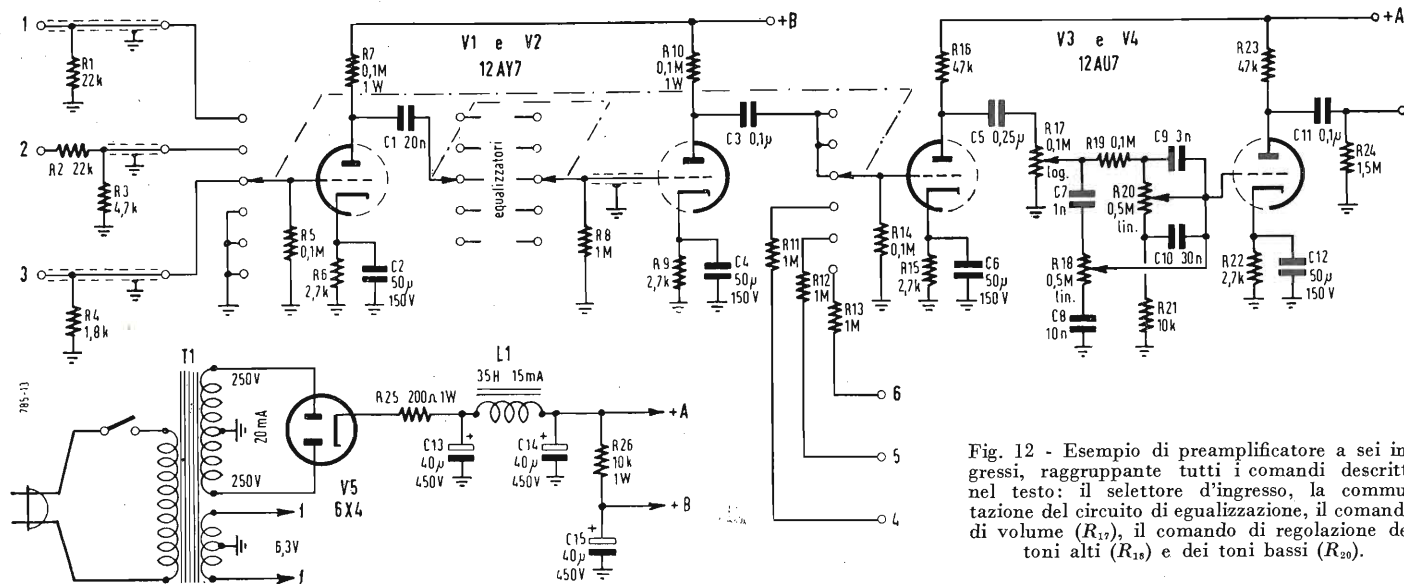 1
R1
22k
2
R2 22k
R3
4,7k
3
R4
1,8k
R7
0,1M
1 W
V1 e V2
12AY7
C1 20n
R5
0,1M
R6
2,7k
C2
50µ
150V
equalizzatori
R8
1M
R10
0,1M
1W
+B
C3 0,1µ
R9
2,7k
C4
50µ
150V
R11
1M
R12
1M
R13
1M
6
5
4
R16
47k
V3 e V4
12AU7
R14
0,1M
R15
2,7k
C6
50µ
150V
C5 0,25µ
R17
0,1M
log.
R19 0,1M
C9 3n
C7
1n
R20
0,5M
lin.
C10 30n
R18
0,5M
lin.
C8
10n
R21
10k
R23
47k
+A
C11 0,1µ
R24
1,5M
R22
2,7k
C12
50µ
150V
785-13
T1
250V
20mA
250V
6,3V
1
1
V5
6X4
R25 200Ω 1W
L1
35H 15mA
C13
40µ
450V
C14
40µ
450V
+A
R26
10k
1W
+B
C15
40µ
450V
Fig. 12 - Esempio di preamplificatore a sei in-
gressi, raggruppante tutti i comandi descritt
nel testo: il selettore d'ingresso, la commu
tazione del circuito di egualizzazione, il comand
di volume (R17), il comando di regolazione de
toni alti (R18) e dei toni bassi (R20).